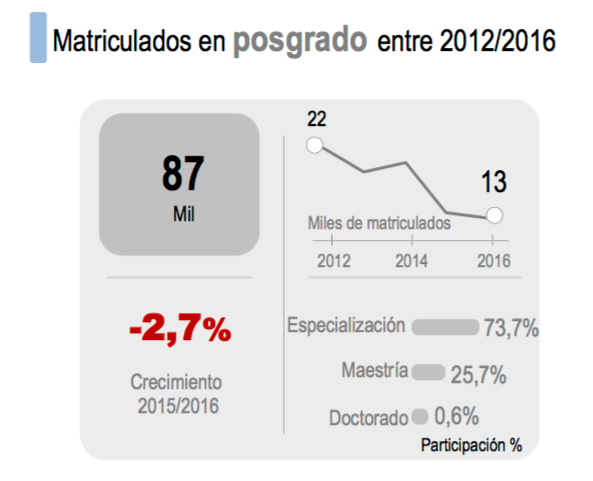 Matriculados en posgrado entre 2012/2016
87
Mil
-2,7%
Crecimiento
2015/2016
22
13
Miles de matriculados
2012 2014 2016
Especialización 73,7%
Maestría 25,7%
Doctorado 0,6%
Participación %